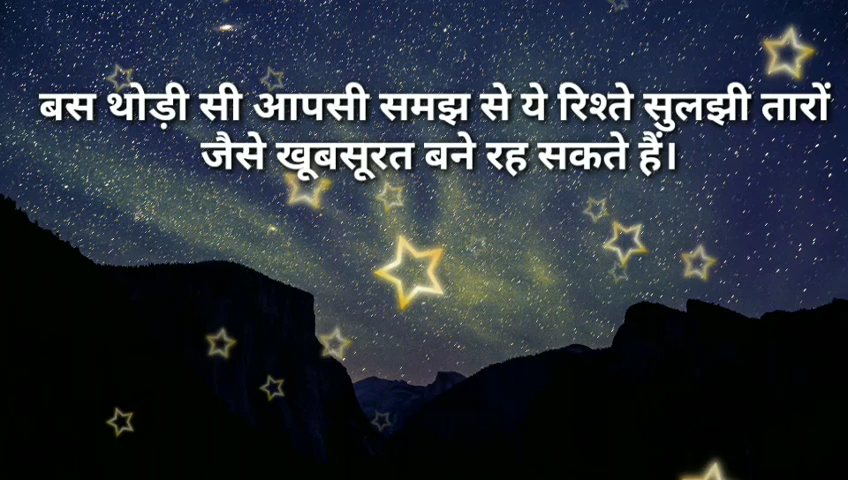 बस थोड़ी सी आपसी समझ से ये रिश्ते सुलझी तारों
जैसे खूबसूरत बने रह सकते हैं।